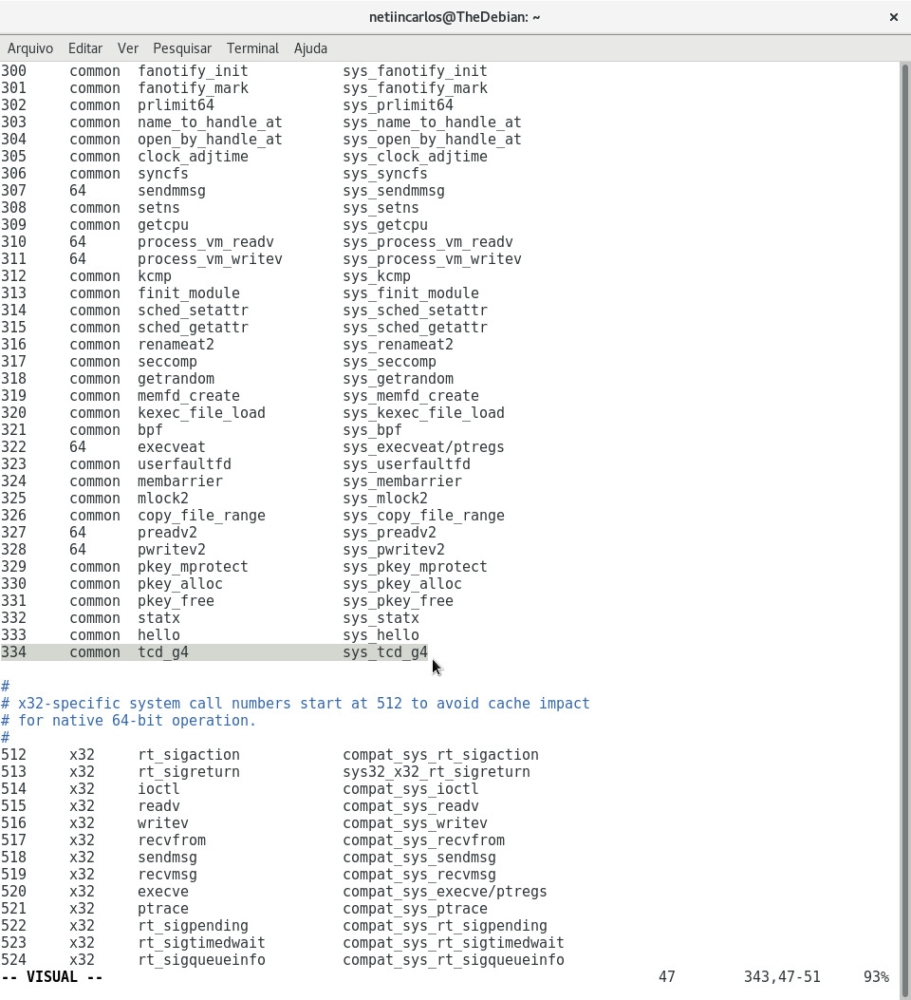 netiincarlos@TheDebian: ~ ×
Arquivo Editar Ver Pesquisar Terminal Ajuda
300 common fanotify_init sys_fanotify_init
301 common fanotify_mark sys_fanotify_mark
302 common prlimit64 sys_prlimit64
303 common name_to_handle_at sys_name_to_handle_at
304 common open_by_handle_at sys_open_by_handle_at
305 common clock_adjtime sys_clock_adjtime
306 common syncfs sys_syncfs
307 64 sendmmsg sys_sendmmsg
308 common setns sys_setns
309 common getcpu sys_getcpu
310 64 process_vm_readv sys_process_vm_readv
311 64 process_vm_writev sys_process_vm_writev
312 common kcmp sys_kcmp
313 common finit_module sys_finit_module
314 common sched_setattr sys_sched_setattr
315 common sched_getattr sys_sched_getattr
316 common renameat2 sys_renameat2
317 common seccomp sys_seccomp
318 common getrandom sys_getrandom
319 common memfd_create sys_memfd_create
320 common kexec_file_load sys_kexec_file_load
321 common bpf sys_bpf
322 64 execveat sys_execveat/ptregs
323 common userfaultfd sys_userfaultfd
324 common membarrier sys_membarrier
325 common mlock2 sys_mlock2
326 common copy_file_range sys_copy_file_range
327 64 preadv2 sys_preadv2
328 64 pwritev2 sys_pwritev2
329 common pkey_mprotect sys_pkey_mprotect
330 common pkey_alloc sys_pkey_alloc
331 common pkey_free sys_pkey_free
332 common statx sys_statx
333 common hello sys_hello
334 common tcd_g4 sys_tcd_g4
#
# x32-specific system call numbers start at 512 to avoid cache impact
# for native 64-bit operation.
#
512 x32 rt_sigaction compat_sys_rt_sigaction
513 x32 rt_sigreturn sys32_x32_rt_sigreturn
514 x32 ioctl compat_sys_ioctl
515 x32 readv compat_sys_readv
516 x32 writev compat_sys_writev
517 x32 recvfrom compat_sys_recvfrom
518 x32 sendmsg compat_sys_sendmsg
519 x32 recvmsg compat_sys_recvmsg
520 x32 execve compat_sys_execve/ptregs
521 x32 ptrace compat_sys_ptrace
522 x32 rt_sigpending compat_sys_rt_sigpending
523 x32 rt_sigtimedwait compat_sys_rt_sigtimedwait
524 x32 rt_sigqueueinfo compat_sys_rt_sigqueueinfo
-- VISUAL -- 47 343,47-51 93%